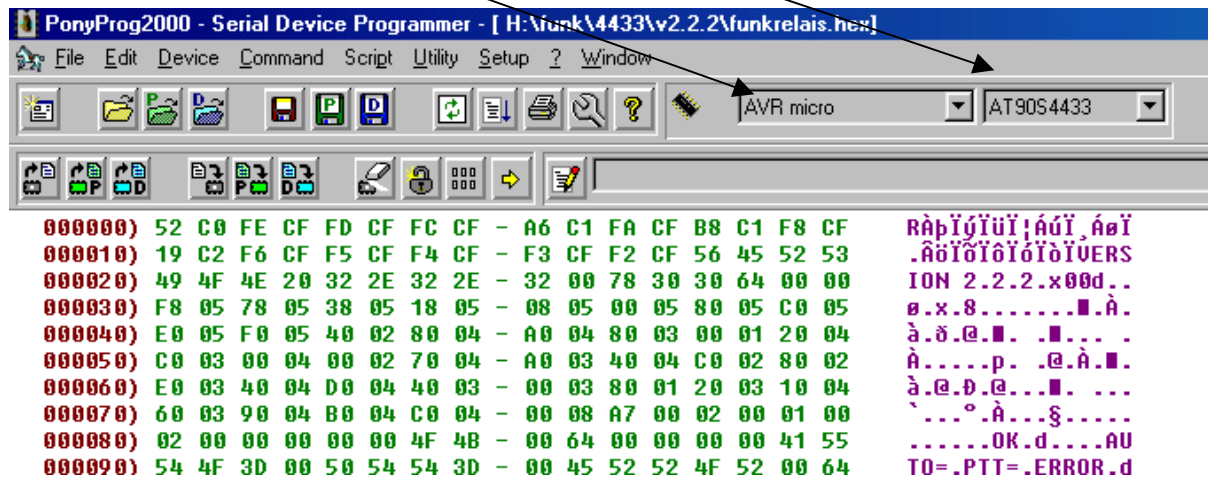 PonyProg2000 - Serial Device Programmer - [ H:\funk\4433\v2.2.2\funkrelais.hex]
File Edit Device Command Script Utility Setup ? Window
AVR micro AT90S4433
000000) 52 C0 FE CF FD CF FC CF - A6 C1 FA CF B8 C1 F8 CF RÀþÏýÏüÏ¦ÁúÏ¸ÁøÏ
000010) 19 C2 F6 CF F5 CF F4 CF - F3 CF F2 CF 56 45 52 53 .ÂöÏõÏôÏóÏòÏVERS
000020) 49 4F 4E 20 32 2E 32 2E - 32 00 78 30 30 64 00 00 ION 2.2.2.x00d..
000030) F8 05 78 05 38 05 18 05 - 08 05 00 05 80 05 C0 05 ø.x.8.......■.À.
000040) E0 05 F0 05 40 02 80 04 - A0 04 80 03 00 01 20 04 à.ð.@.■. .■... .
000050) C0 03 00 04 00 02 70 04 - A0 03 40 04 C0 02 80 02 À.....p. .@.À.■.
000060) E0 03 40 04 D0 04 40 03 - 00 03 80 01 20 03 10 04 à.@.Ð.@...■. ...
000070) 60 03 90 04 B0 04 C0 04 - 00 08 A7 00 02 00 01 00 `...°.À...§.....
000080) 02 00 00 00 00 00 4F 4B - 00 64 00 00 00 00 41 55 ......OK.d....AU
000090) 54 4F 3D 00 50 54 54 3D - 00 45 52 52 4F 52 00 64 TO=.PTT=.ERROR.d